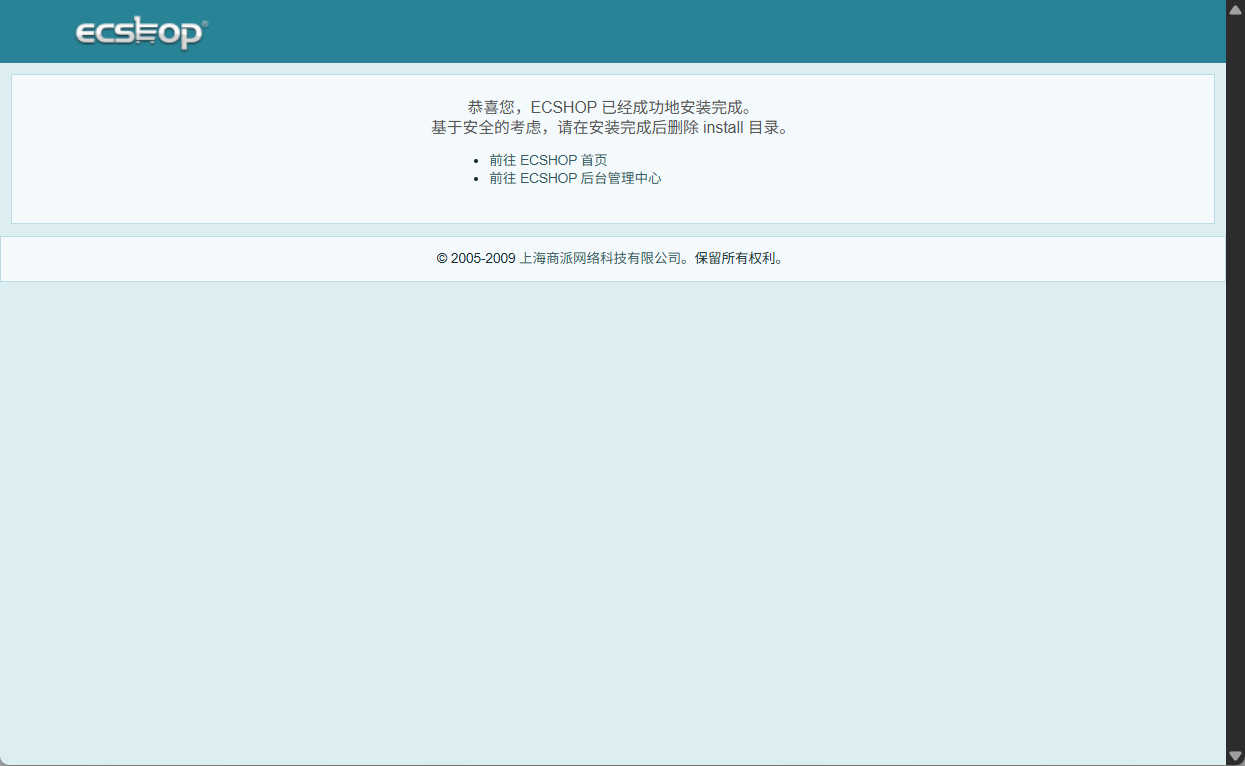 ecshop®
恭喜您，ECSHOP 已经成功地安装完成。
基于安全的考虑，请在安装完成后删除 install 目录。
前往 ECSHOP 首页
前往 ECSHOP 后台管理中心
© 2005-2009 上海商派网络科技有限公司。保留所有权利。